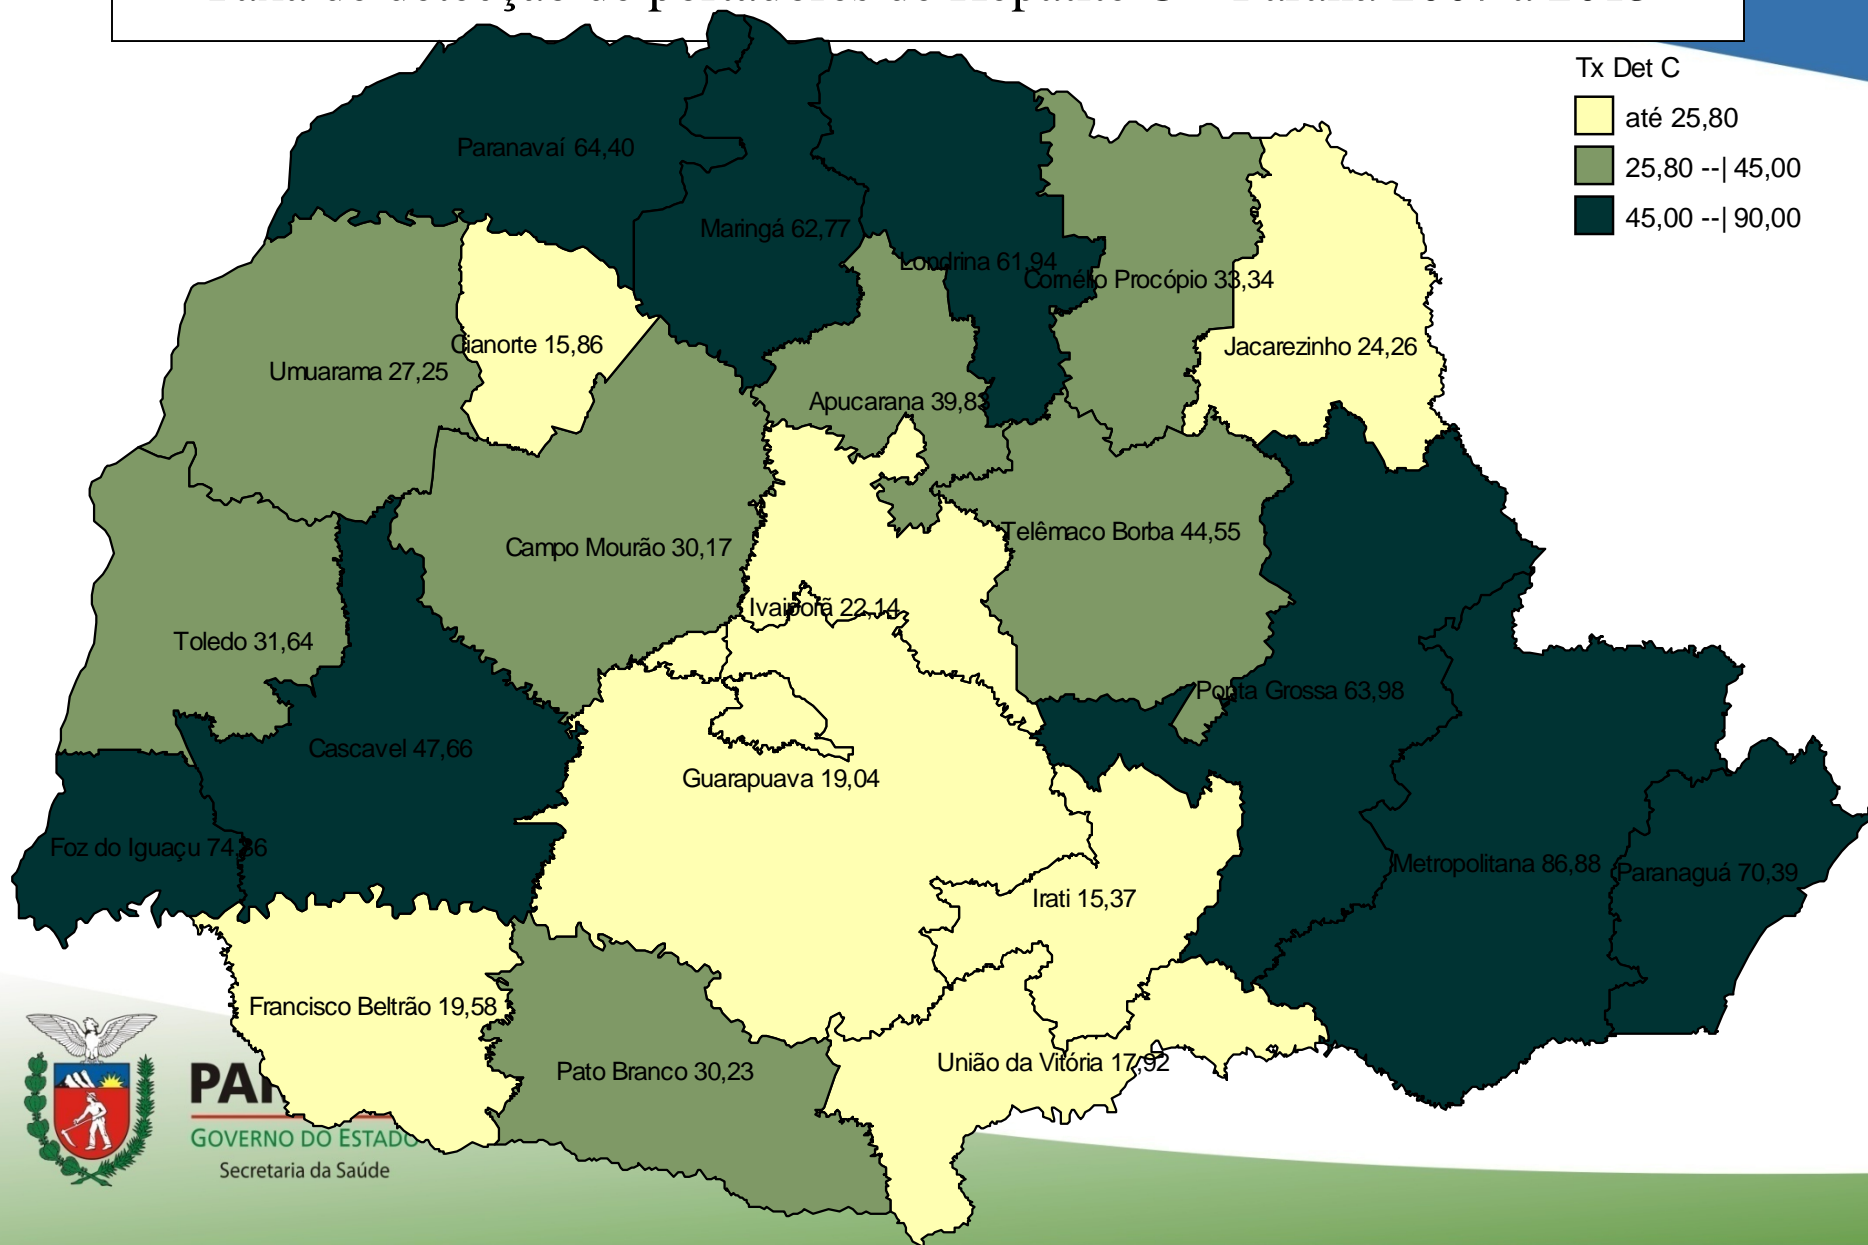 Tx Det C
até 25,80
25,80 --| 45,00
45,00 --| 90,00
Paranavaí 64,40
Maringá 62,77
Londrina 61,94
Cornélio Procópio 33,34
Cianorte 15,86
Jacarezinho 24,26
Umuarama 27,25
Apucarana 39,83
Telêmaco Borba 44,55
Campo Mourão 30,17
Ivaiporã 22,14
Toledo 31,64
Ponta Grossa 63,98
Cascavel 47,66
Guarapuava 19,04
Foz do Iguaçu
Metropolitana 86,88
Paranaguá 70,39
Irati 15,37
Francisco Beltrão 19,58
União da Vitória 17,92
Pato Branco 30,23
GOVERNO DO ESTADO
Secretaria da Saúde